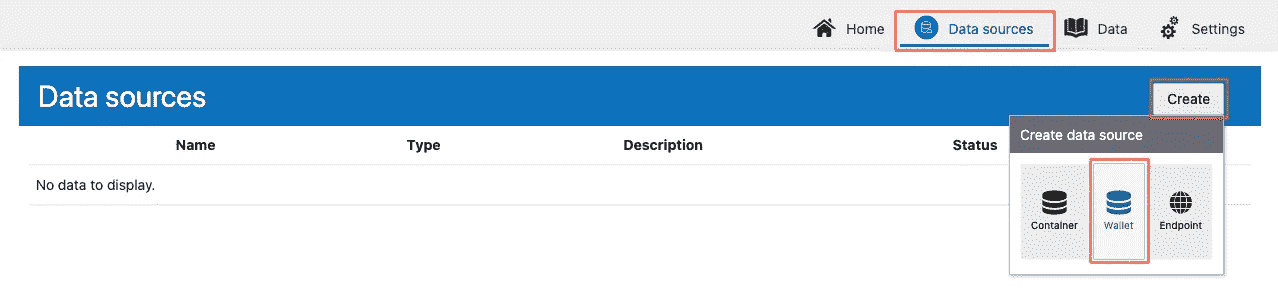 Home Data sources Data Settings
Data sources
Create
Name Type Description Status
Create data source
No data to display.
Container Wallet Endpoint